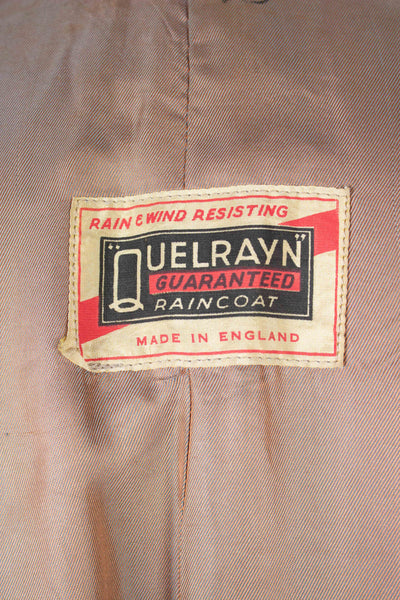 RAIN & WIND RESISTING
"QUELRAYN"
GUARANTEED
RAINCOAT
MADE IN ENGLAND